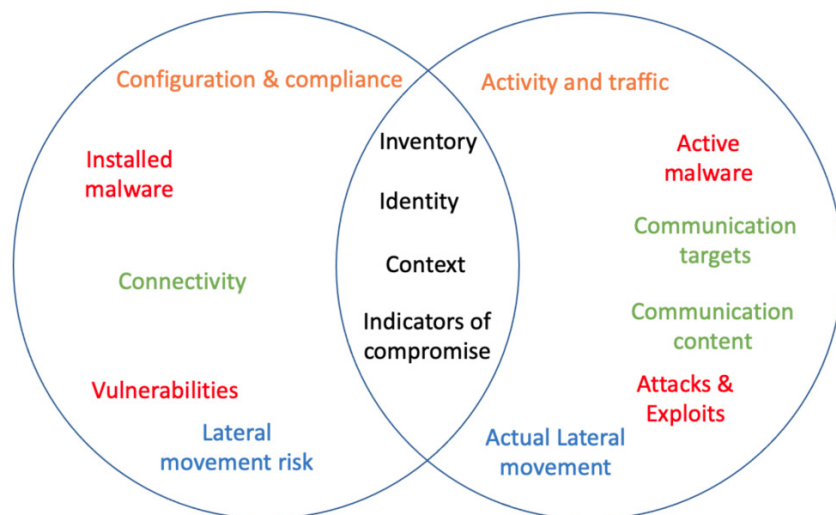 Configuration & compliance
Installed
malware
Connectivity
Vulnerabilities
Lateral
movement risk
Inventory
Identity
Context
Indicators of
compromise
Activity and traffic
Active
malware
Communication
targets
Communication
content
Attacks &
Exploits
Actual Lateral
movement